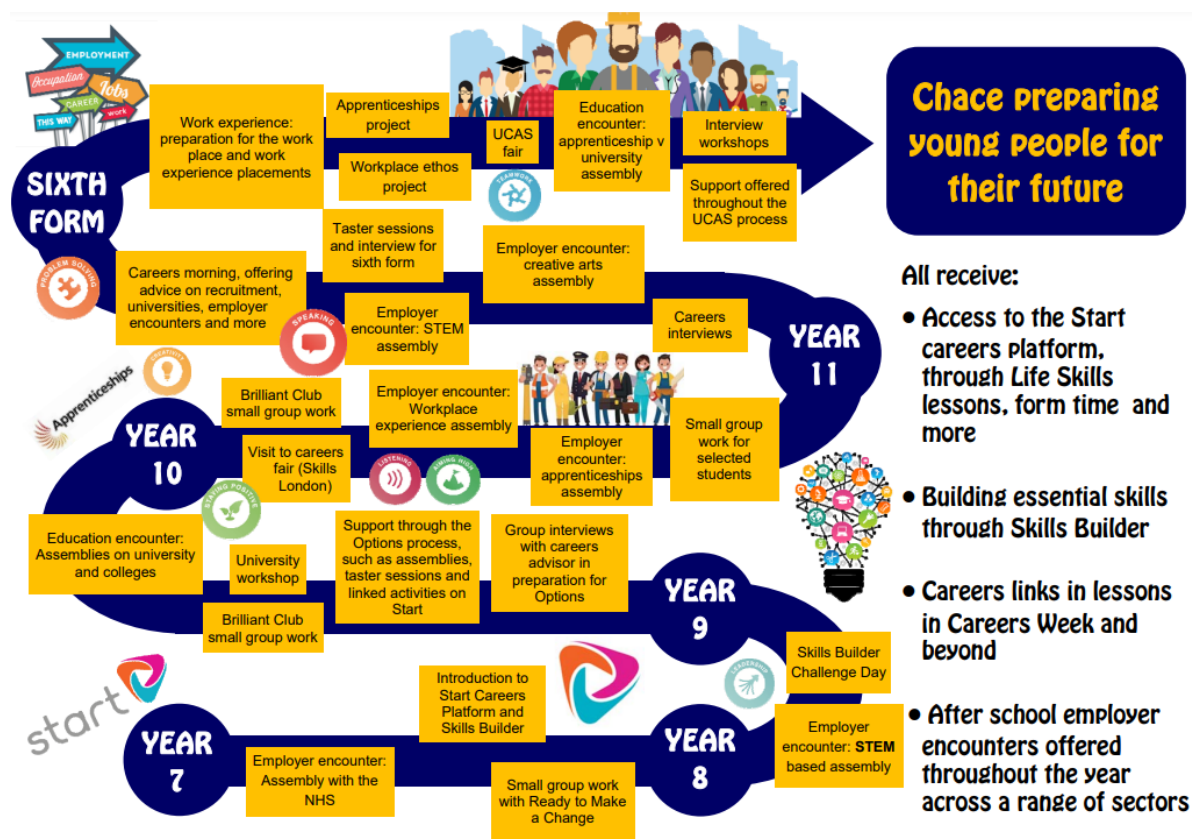 EMPLOYMENT
Occupation
Jobs
CAREER
THIS WAY
work
SIXTH
FORM
Work experience:
preparation for the work
place and work
experience placements
Apprenticeships
project
Workplace ethos
project
UCAS
fair
TEAMWORK
Education
encounter:
apprenticeship v
university
assembly
Interview
workshops
Support offered
throughout the
UCAS process
Chace preparing
young people for
their future
PROBLEM SOLVING
Careers morning, offering
advice on recruitment,
universities, employer
encounters and more
Taster sessions
and interview for
sixth form
SPEAKING
Employer
encounter: STEM
assembly
Employer encounter:
creative arts
assembly
Careers
interviews
YEAR
11
All receive:
• Access to the Start
careers platform,
through Life Skills
lessons, form time and
more
• Building essential skills
through Skills Builder
• Careers links in lessons
in Careers Week and
beyond
• After school employer
encounters offered
throughout the year
across a range of sectors
Apprenticeships
CREATIVITY
YEAR
10
Brilliant Club
small group work
Visit to careers
fair (Skills
London)
Employer encounter:
Workplace
experience assembly
LISTENING
AIMING HIGH
Employer
encounter:
apprenticeships
assembly
Small group
work for
selected
students
STAYING POSITIVE
Education encounter:
Assemblies on university
and colleges
University
workshop
Brilliant Club
small group work
Support through the
Options process,
such as assemblies,
taster sessions and
linked activities on
Start
Group interviews
with careers
advisor in
preparation for
Options
YEAR
9
LEADERSHIP
Skills Builder
Challenge Day
Employer
encounter: STEM
based assembly
start
YEAR
7
Employer encounter:
Assembly with the
NHS
Introduction to
Start Careers
Platform and
Skills Builder
Small group work
with Ready to Make
a Change
YEAR
8